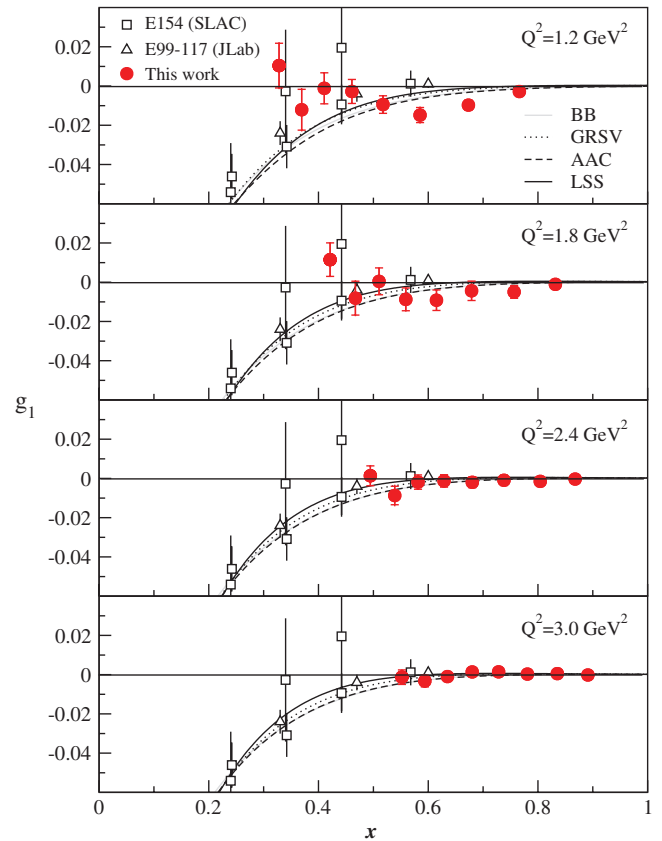 E154 (SLAC)
E99-117 (JLab)
This work
Q²=1.2 GeV²
BB
GRSV
AAC
LSS
0.02
0
-0.02
-0.04
Q²=1.8 GeV²
0.02
0
-0.02
-0.04
g₁
Q²=2.4 GeV²
0.02
0
-0.02
-0.04
Q²=3.0 GeV²
0.02
0
-0.02
-0.04
0 0.2 0.4 0.6 0.8 1
x